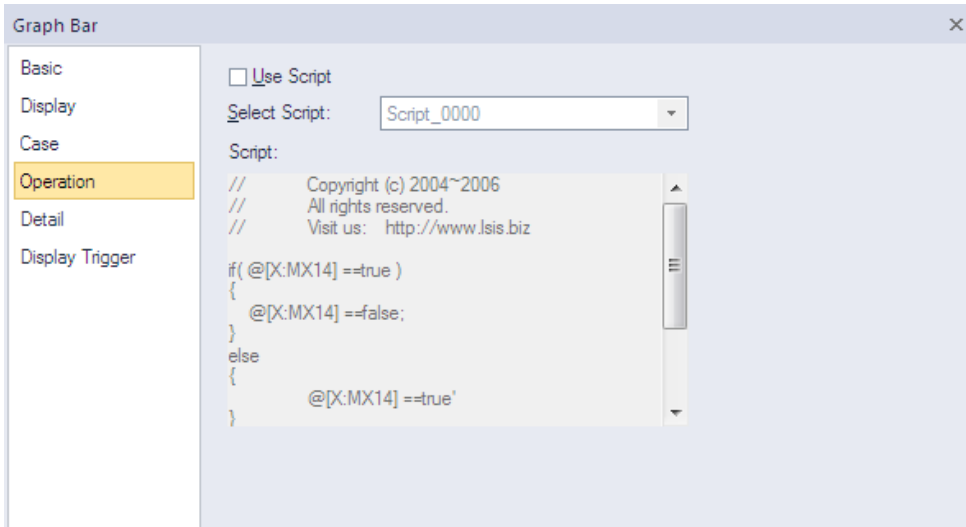 Graph Bar
Basic
Display
Case
Operation
Detail
Display Trigger
Use Script
Select Script: Script_0000
Script:
// Copyright (c) 2004~2006
// All rights reserved.
// Visit us: http://www.lsis.biz
if( @[X:MX14] ==true )
{
@[X:MX14] ==false;
}
else
{
@[X:MX14] ==true'
}